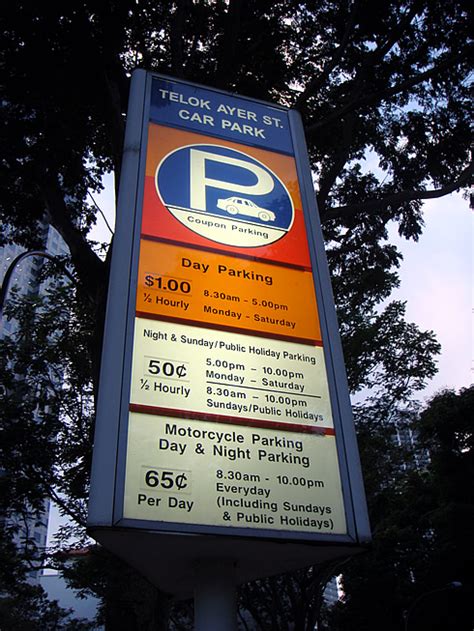 TELOK AYER ST.
CAR PARK
P
Coupon Parking
Day Parking
$1.00 8.30am - 5.00pm
½ Hourly Monday - Saturday
Night & Sunday/Public Holiday Parking
50¢ 5.00pm - 10.00pm
Monday - Saturday
½ Hourly 8.30am - 10.00pm
Sundays/Public Holidays
Motorcycle Parking
Day & Night Parking
65¢ 8.30am - 10.00pm
Per Day Everyday
(Including Sundays
& Public Holidays)